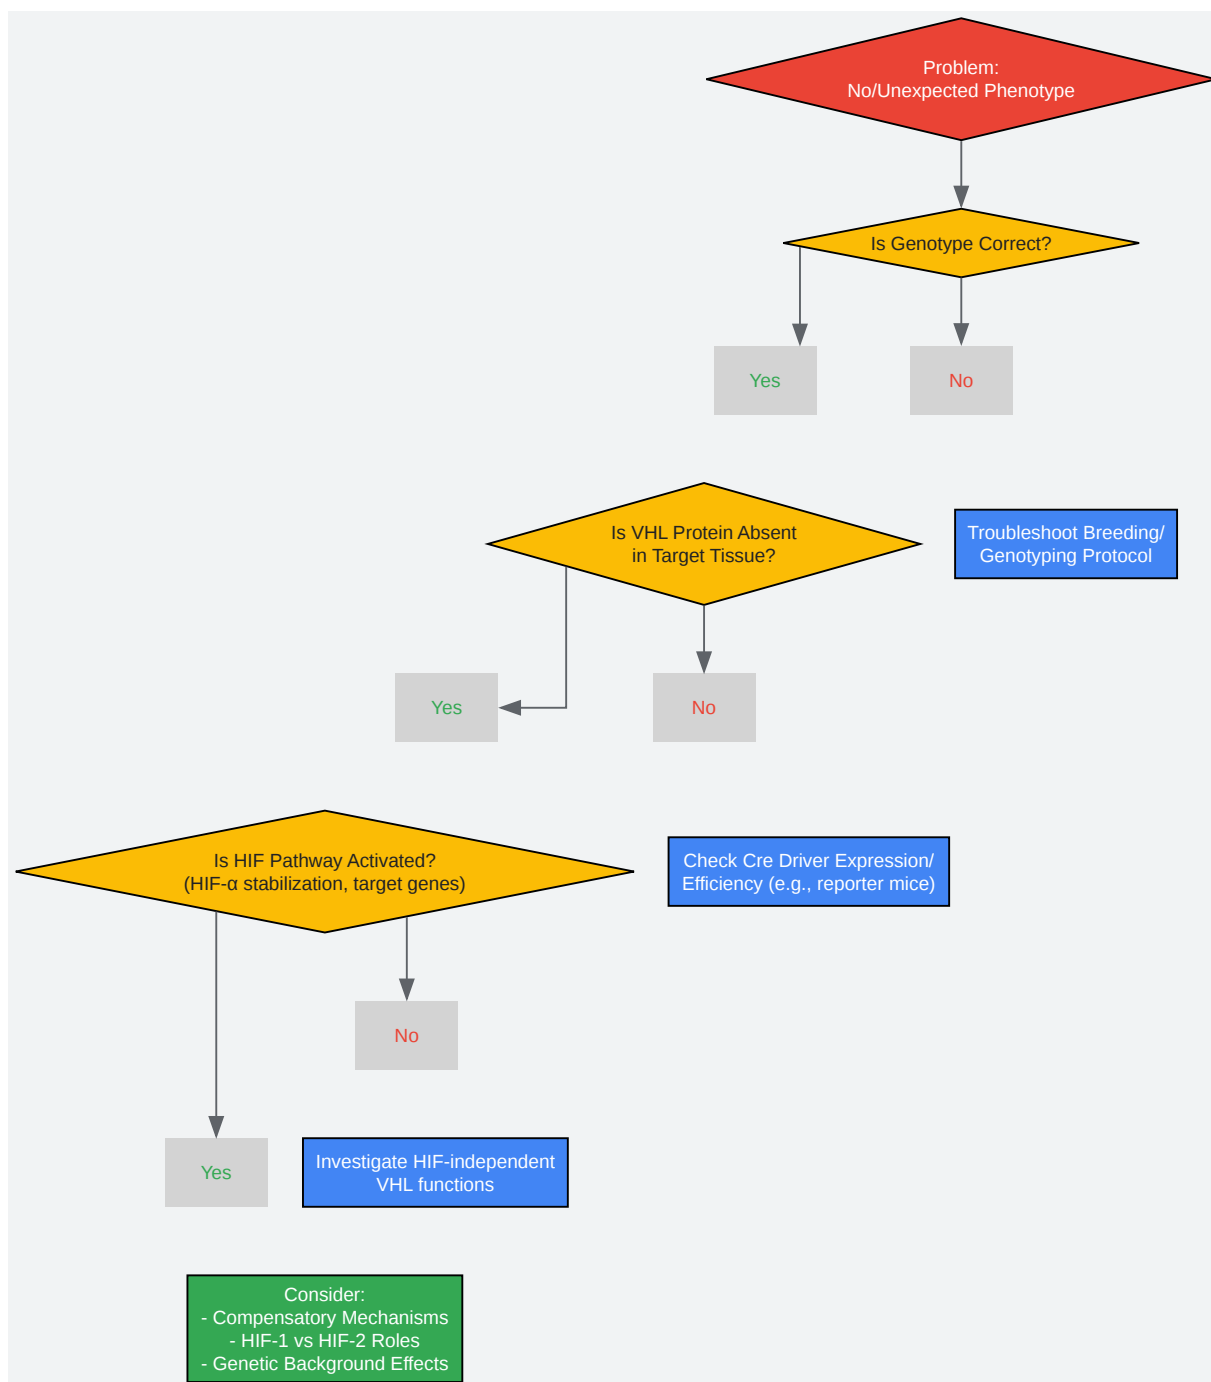 Problem:
No/Unexpected Phenotype
Is Genotype Correct?
Yes
No
Is VHL Protein Absent
in Target Tissue?
Troubleshoot Breeding/
Genotyping Protocol
Yes
No
Is HIF Pathway Activated?
(HIF-α stabilization, target genes)
Check Cre Driver Expression/
Efficiency (e.g., reporter mice)
No
Yes
Investigate HIF-independent
VHL functions
Consider:
- Compensatory Mechanisms
- HIF-1 vs HIF-2 Roles
- Genetic Background Effects